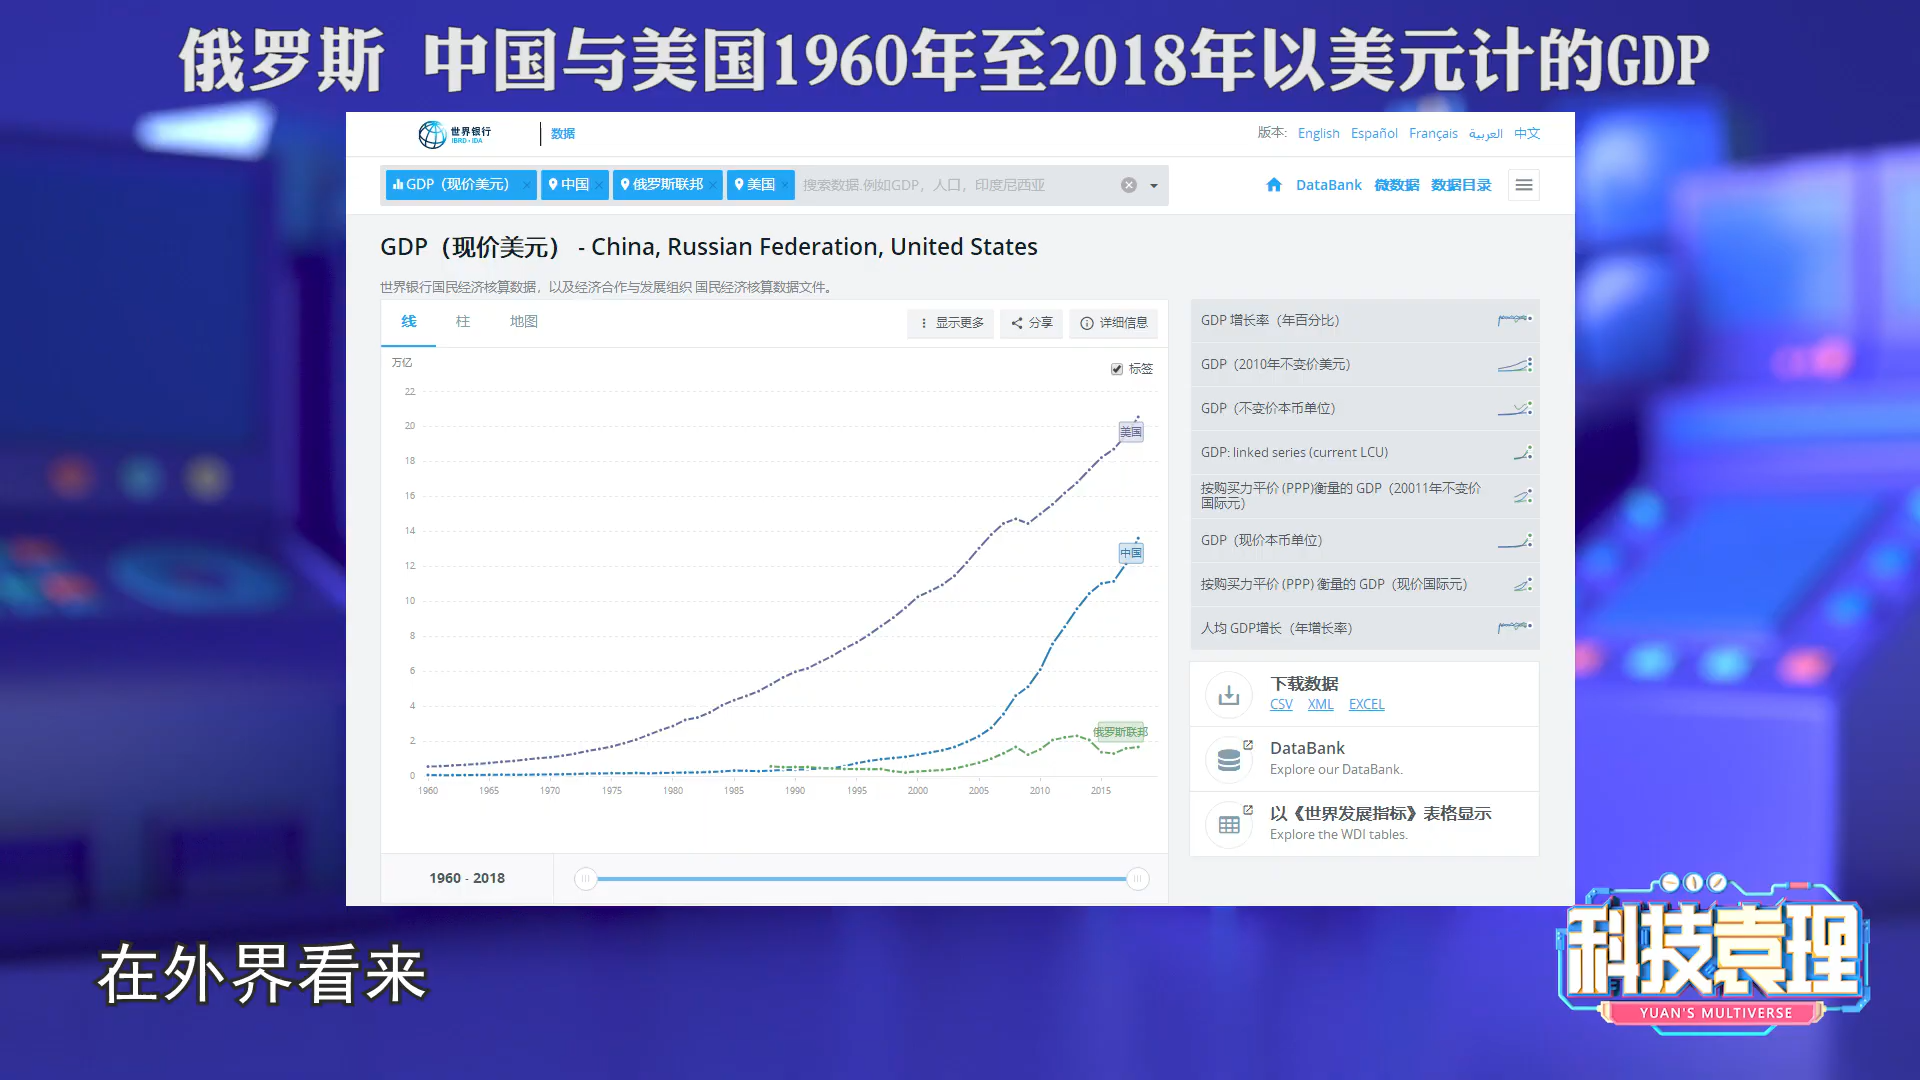 俄罗斯 中国与美国1960年至2018年以美元计的GDP
世界银行
IBRD • IDA
数据
版本: English Español Français العربية 中文
GDP（现价美元） × 中国 × 俄罗斯联邦 × 美国 × 搜索数据.例如GDP，人口，印度尼西亚
DataBank 微数据 数据目录
GDP（现价美元） - China, Russian Federation, United States
世界银行国民经济核算数据，以及经济合作与发展组织 国民经济核算数据文件。
线 柱 地图
显示更多 分享 详细信息
万亿
标签
22
20
18
16
14
12
10
8
6
4
2
0
美国
中国
俄罗斯联邦
1960 1965 1970 1975 1980 1985 1990 1995 2000 2005 2010 2015
1960 - 2018
GDP 增长率（年百分比）
GDP（2010年不变价美元）
GDP（不变价本币单位）
GDP: linked series (current LCU)
按购买力平价 (PPP)衡量的 GDP（20011年不变价
国际元）
GDP（现价本币单位）
按购买力平价 (PPP) 衡量的 GDP（现价国际元）
人均 GDP增长（年增长率）
下载数据
CSV XML EXCEL
DataBank
Explore our DataBank.
以《世界发展指标》表格显示
Explore the WDI tables.
在外界看来
科技袁理
YUAN'S MULTIVERSE